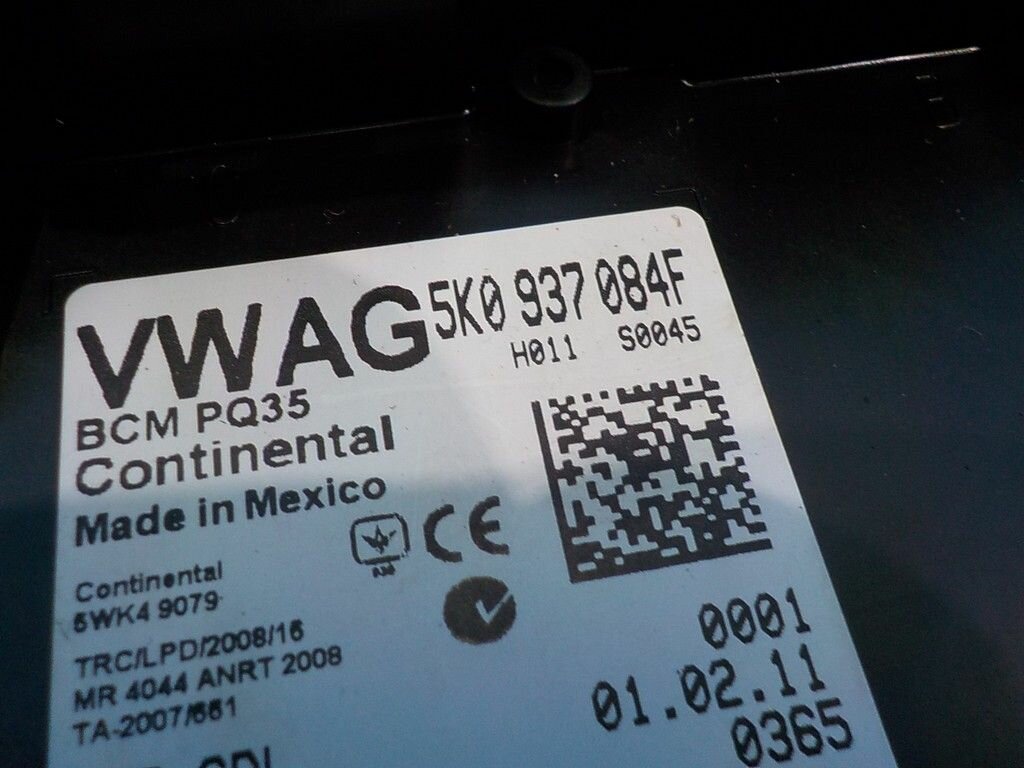 VWAG 5K0 937 084F
H011 S0045
BCM PQ35
Continental
Made in Mexico
CE
Continental
5WK4 9079
TRC/LPD/2008/16
MR 4044 ANRT 2008
TA-2007/661
0001
01.02.11
0365